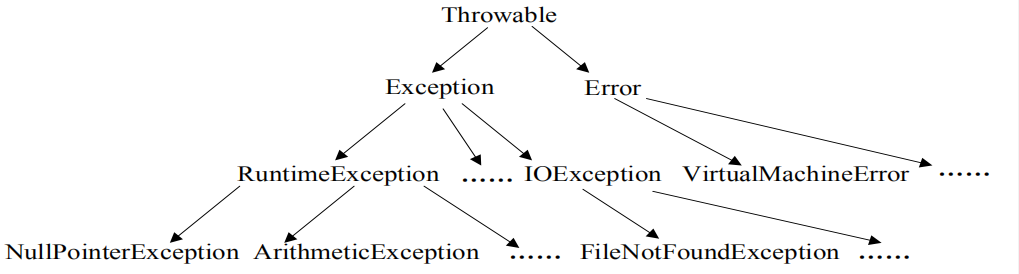 Throwable
Exception Error
RuntimeException …… IOException VirtualMachineError ……
NullPointerException ArithmeticException …… FileNotFoundException ……